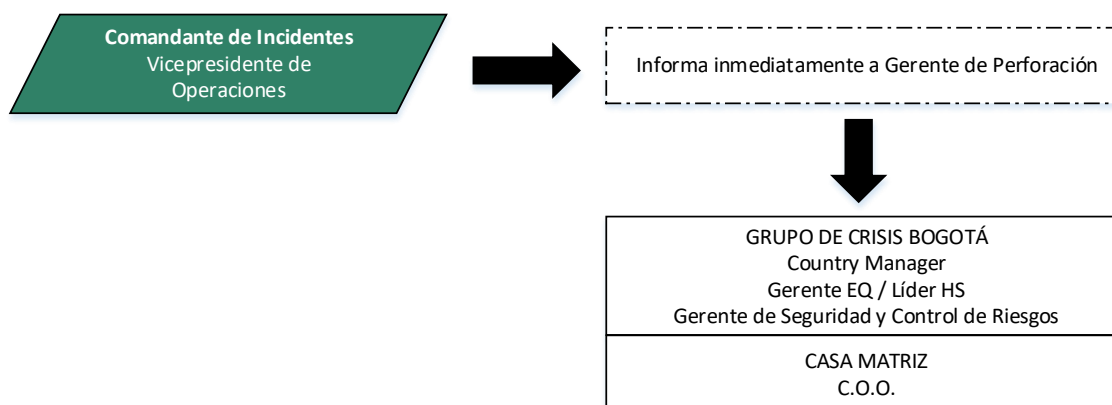 Comandante de Incidentes
Vicepresidente de
Operaciones
Informa inmediatamente a Gerente de Perforación
GRUPO DE CRISIS BOGOTÁ
Country Manager
Gerente EQ / Líder HS
Gerente de Seguridad y Control de Riesgos
CASA MATRIZ
C.O.O.